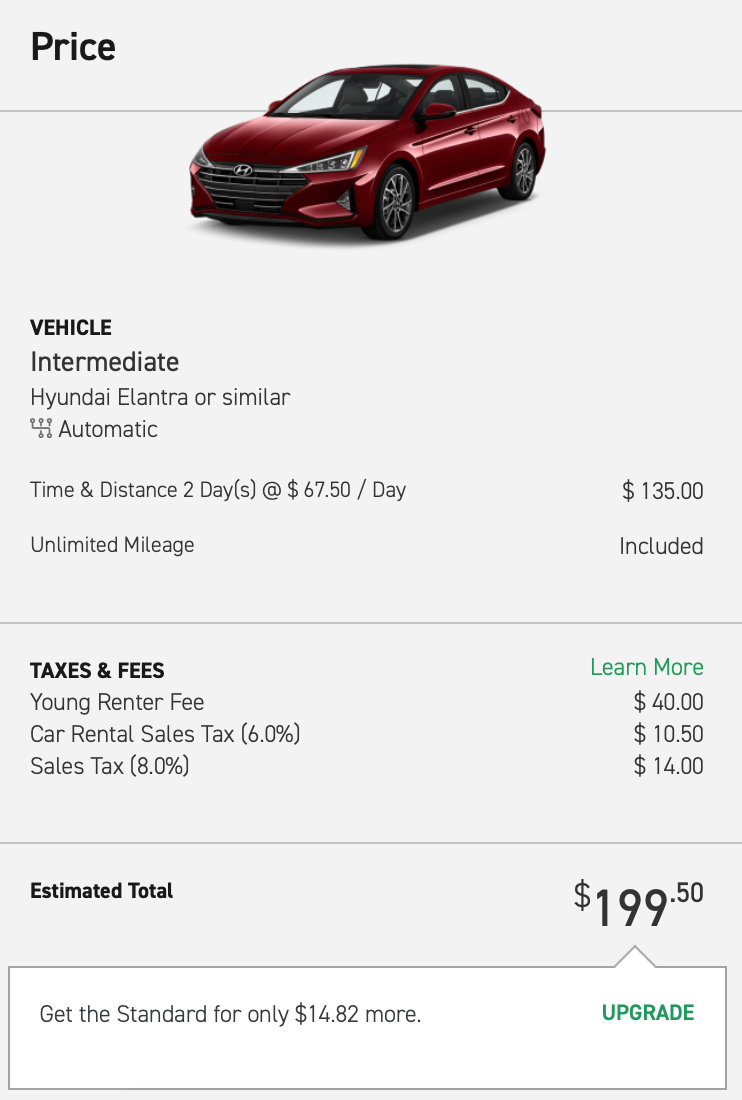 Price
VEHICLE
Intermediate
Hyundai Elantra or similar
Automatic
Time & Distance 2 Day(s) @ $ 67.50 / Day $ 135.00
Unlimited Mileage Included
TAXES & FEES Learn More
Young Renter Fee $ 40.00
Car Rental Sales Tax (6.0%) $ 10.50
Sales Tax (8.0%) $ 14.00
Estimated Total $199.50
Get the Standard for only $14.82 more. UPGRADE